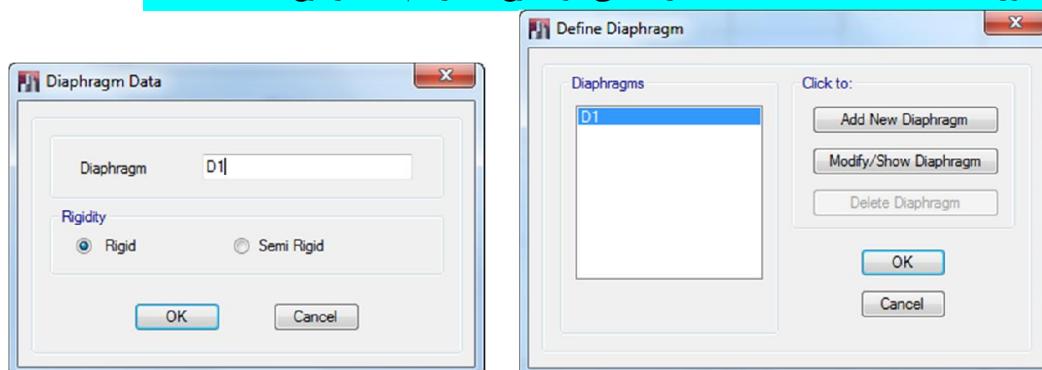 Define Diaphragm
Diaphragms
D1
Click to:
Add New Diaphragm
Modify/Show Diaphragm
Delete Diaphragm
OK
Cancel
Diaphragm Data
Diaphragm
D1
Rigidity
Rigid
Semi Rigid
OK
Cancel